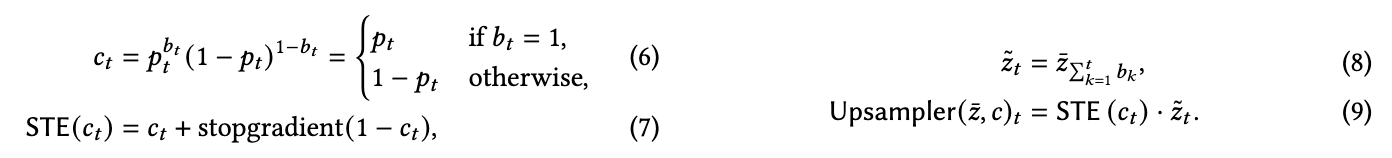 c_t = p_t^{b_t}(1 − p_t)^{1−b_t} = { p_t if b_t = 1, (6)
1 − p_t otherwise,
STE(c_t) = c_t + stopgradient(1 − c_t), (7)
z̃_t = z̄_{∑_{k=1}^{t} b_k}, (8)
Upsampler(z̄, c)_t = STE (c_t) · z̃_t. (9)